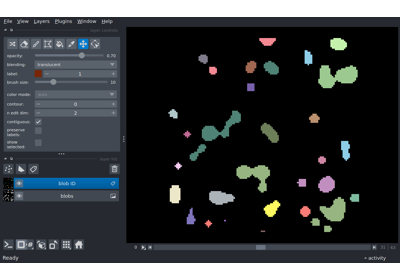 File View Layers Plugins Window Help
opacity: 0.70
blending: translucent
label: 1
brush size: 10
color mode:
contour: 0
n edit dim: 2
contiguous:
preserve
labels:
show
selected:
blob ID
blobs
0
Ready
activity